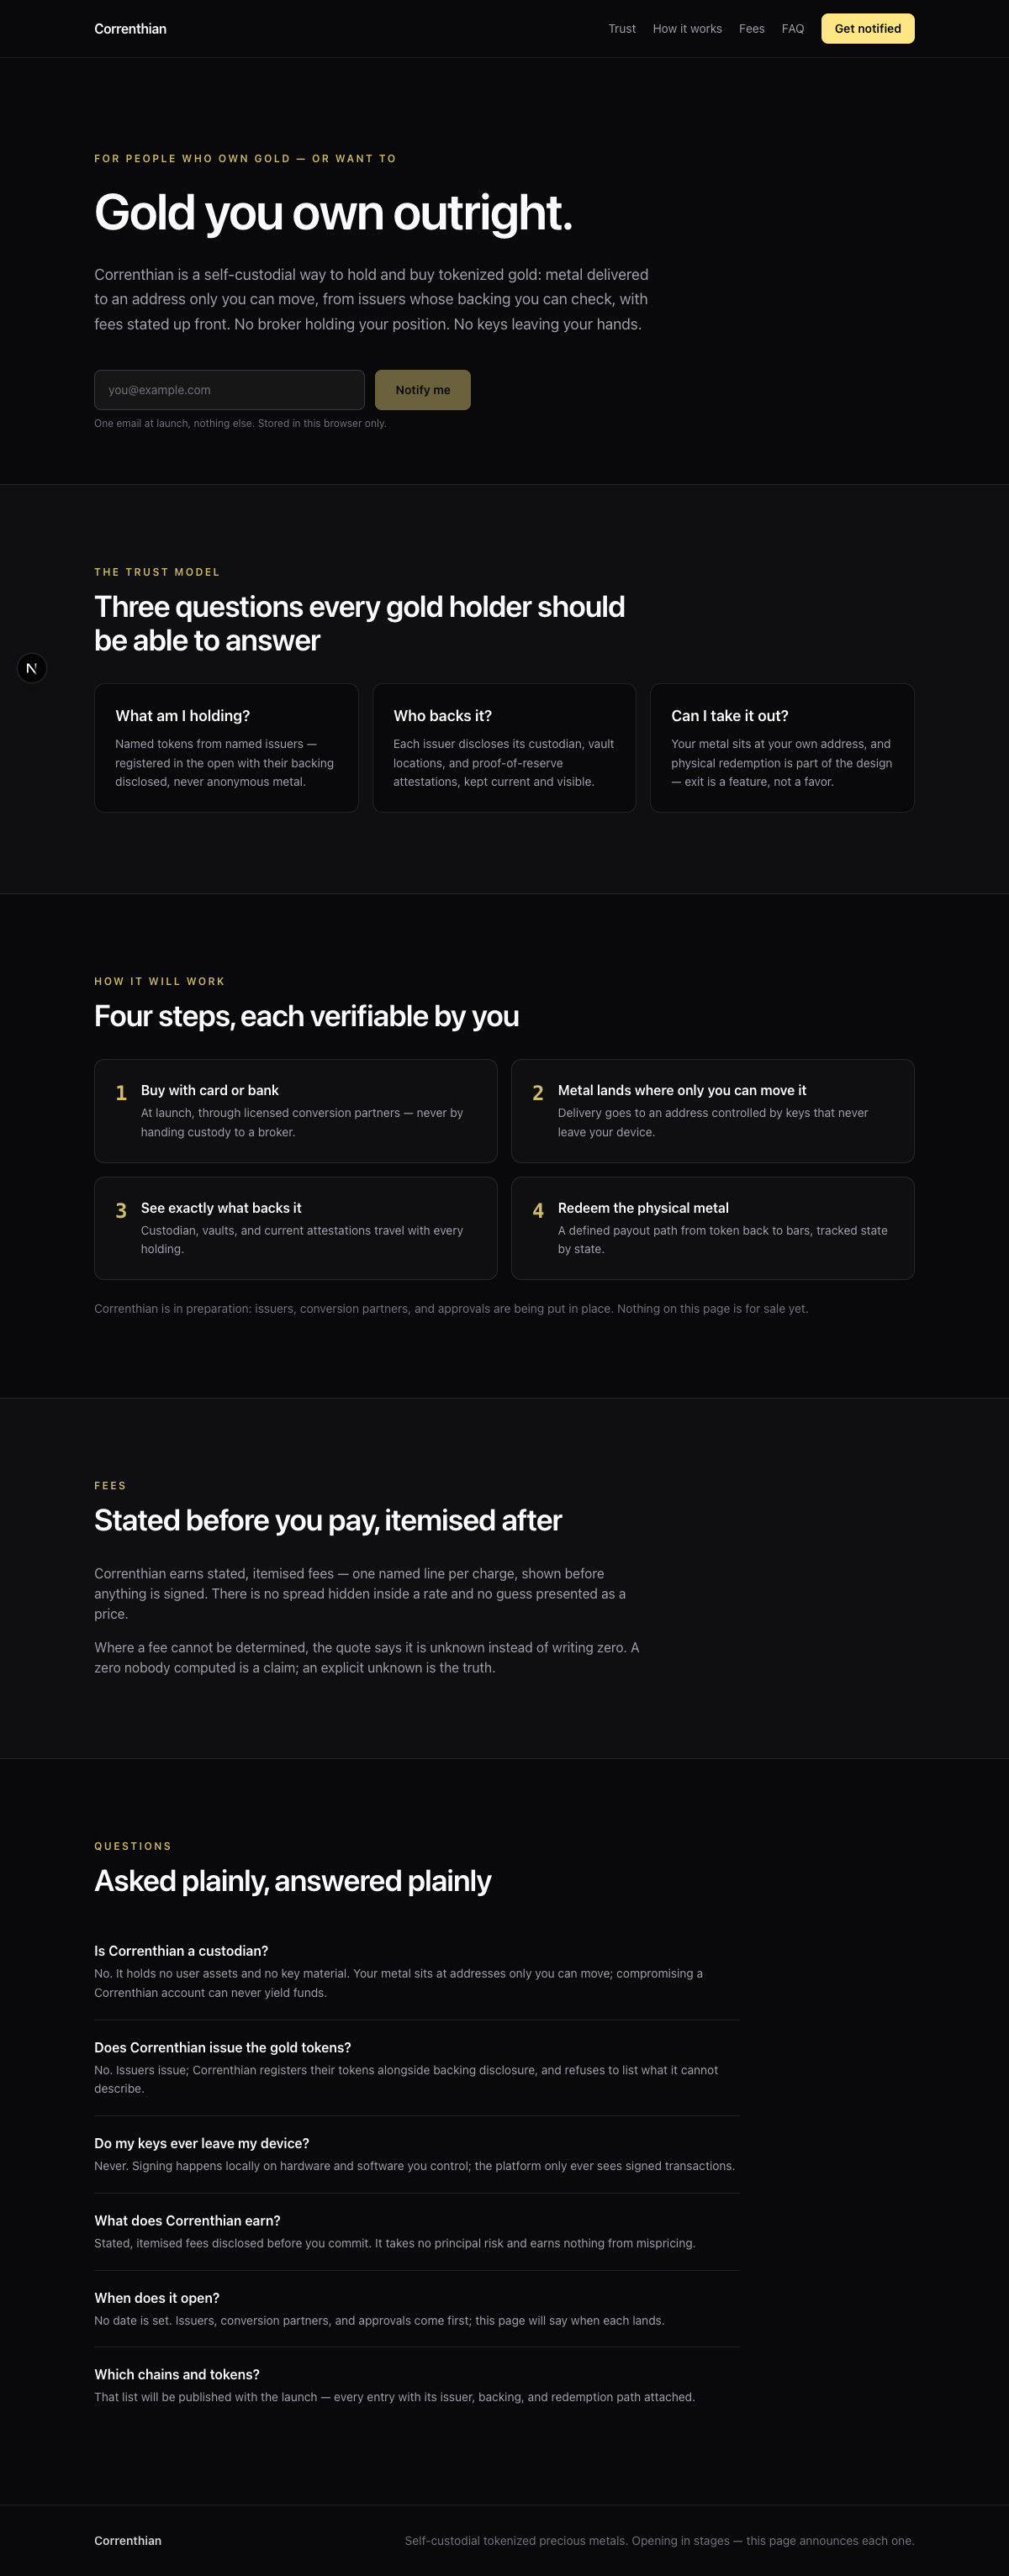 Correnthian
Trust
How it works
Fees
FAQ
Get notified
FOR PEOPLE WHO OWN GOLD — OR WANT TO
Gold you own outright.
Correnthian is a self-custodial way to hold and buy tokenized gold: metal delivered
to an address only you can move, from issuers whose backing you can check, with
fees stated up front. No broker holding your position. No keys leaving your hands.
you@example.com
Notify me
One email at launch, nothing else. Stored in this browser only.
THE TRUST MODEL
Three questions every gold holder should
be able to answer
What am I holding?
Named tokens from named issuers —
registered in the open with their backing
disclosed, never anonymous metal.
Who backs it?
Each issuer discloses its custodian, vault
locations, and proof-of-reserve
attestations, kept current and visible.
Can I take it out?
Your metal sits at your own address, and
physical redemption is part of the design
— exit is a feature, not a favor.
N
HOW IT WILL WORK
Four steps, each verifiable by you
1
Buy with card or bank
At launch, through licensed conversion partners — never by
handing custody to a broker.
2
Metal lands where only you can move it
Delivery goes to an address controlled by keys that never
leave your device.
3
See exactly what backs it
Custodian, vaults, and current attestations travel with every
holding.
4
Redeem the physical metal
A defined payout path from token back to bars, tracked state
by state.
Correnthian is in preparation: issuers, conversion partners, and approvals are being put in place. Nothing on this page is for sale yet.
FEES
Stated before you pay, itemised after
Correnthian earns stated, itemised fees — one named line per charge, shown before
anything is signed. There is no spread hidden inside a rate and no guess presented as a
price.
Where a fee cannot be determined, the quote says it is unknown instead of writing zero. A
zero nobody computed is a claim; an explicit unknown is the truth.
QUESTIONS
Asked plainly, answered plainly
Is Correnthian a custodian?
No. It holds no user assets and no key material. Your metal sits at addresses only you can move; compromising a
Correnthian account can never yield funds.
Does Correnthian issue the gold tokens?
No. Issuers issue; Correnthian registers their tokens alongside backing disclosure, and refuses to list what it cannot
describe.
Do my keys ever leave my device?
Never. Signing happens locally on hardware and software you control; the platform only ever sees signed transactions.
What does Correnthian earn?
Stated, itemised fees disclosed before you commit. It takes no principal risk and earns nothing from mispricing.
When does it open?
No date is set. Issuers, conversion partners, and approvals come first; this page will say when each lands.
Which chains and tokens?
That list will be published with the launch — every entry with its issuer, backing, and redemption path attached.
Correnthian
Self-custodial tokenized precious metals. Opening in stages — this page announces each one.